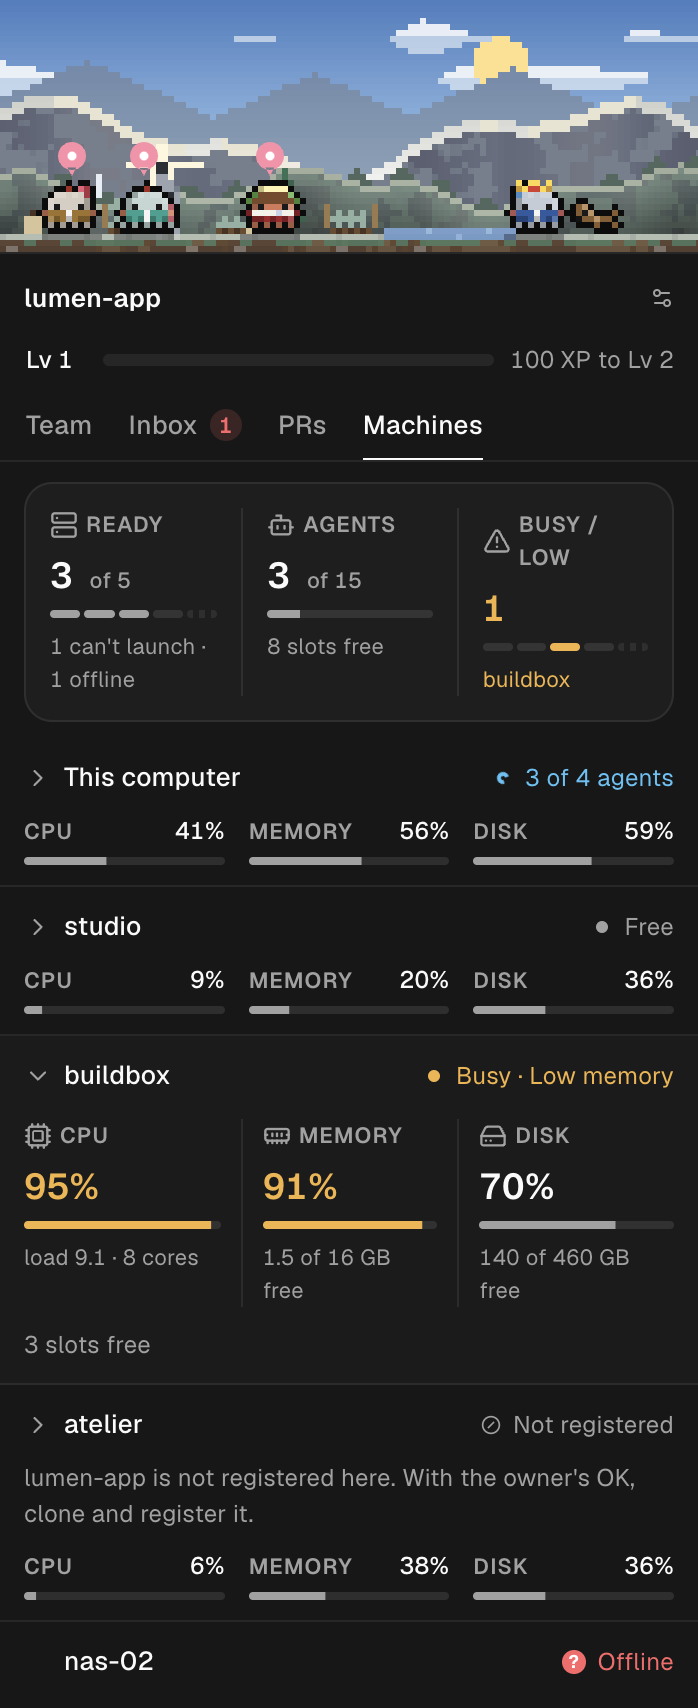 lumen-app
Lv 1
100 XP to Lv 2
Team
Inbox
1
PRs
Machines
READY
3 of 5
1 can't launch ·
1 offline
AGENTS
3 of 15
8 slots free
BUSY /
LOW
1
buildbox
This computer
3 of 4 agents
CPU 41%
MEMORY 56%
DISK 59%
studio
Free
CPU 9%
MEMORY 20%
DISK 36%
buildbox
Busy · Low memory
CPU
95%
load 9.1 · 8 cores
MEMORY
91%
1.5 of 16 GB
free
DISK
70%
140 of 460 GB
free
3 slots free
atelier
Not registered
lumen-app is not registered here. With the owner's OK,
clone and register it.
CPU 6%
MEMORY 38%
DISK 36%
nas-02
? Offline